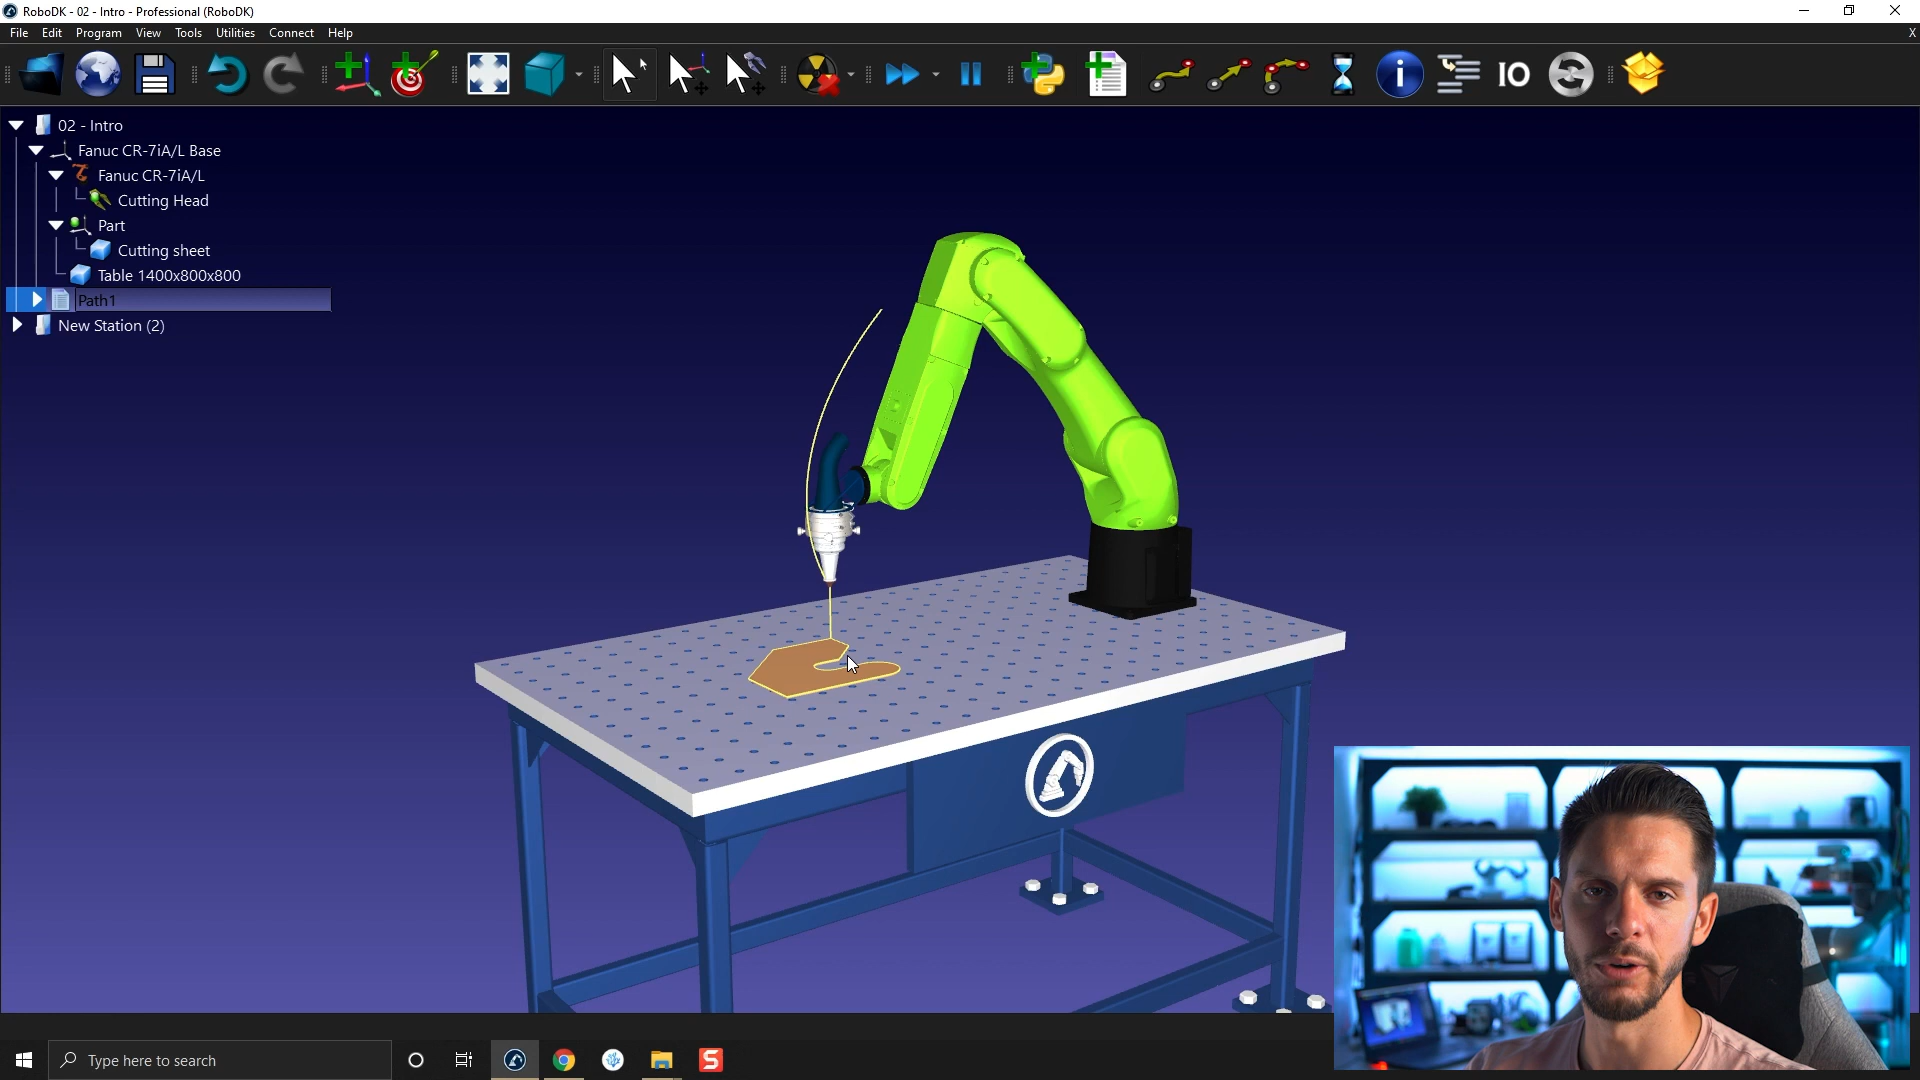 RoboDK - 02 - Intro - Professional (RoboDK)
File Edit Program View Tools Utilities Connect Help X
IO
02 - Intro
Fanuc CR-7iA/L Base
Fanuc CR-7iA/L
Cutting Head
Part
Cutting sheet
Table 1400x800x800
Path1
New Station (2)
Type here to search